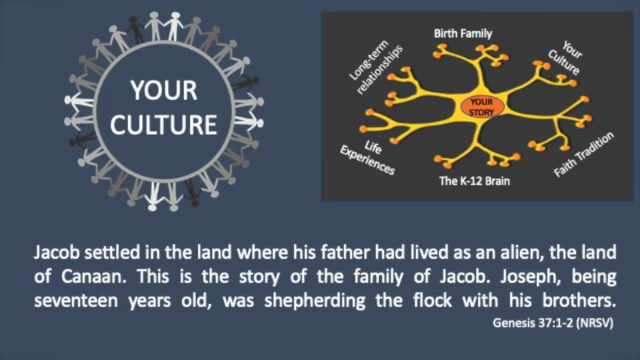 YOUR
CULTURE
Birth Family
Long-term
relationships
Your
Culture
YOUR
STORY
Life
Experiences
The K-12 Brain
Faith Tradition
Jacob settled in the land where his father had lived as an alien, the land
of Canaan. This is the story of the family of Jacob. Joseph, being
seventeen years old, was shepherding the flock with his brothers.
Genesis 37:1-2 (NRSV)